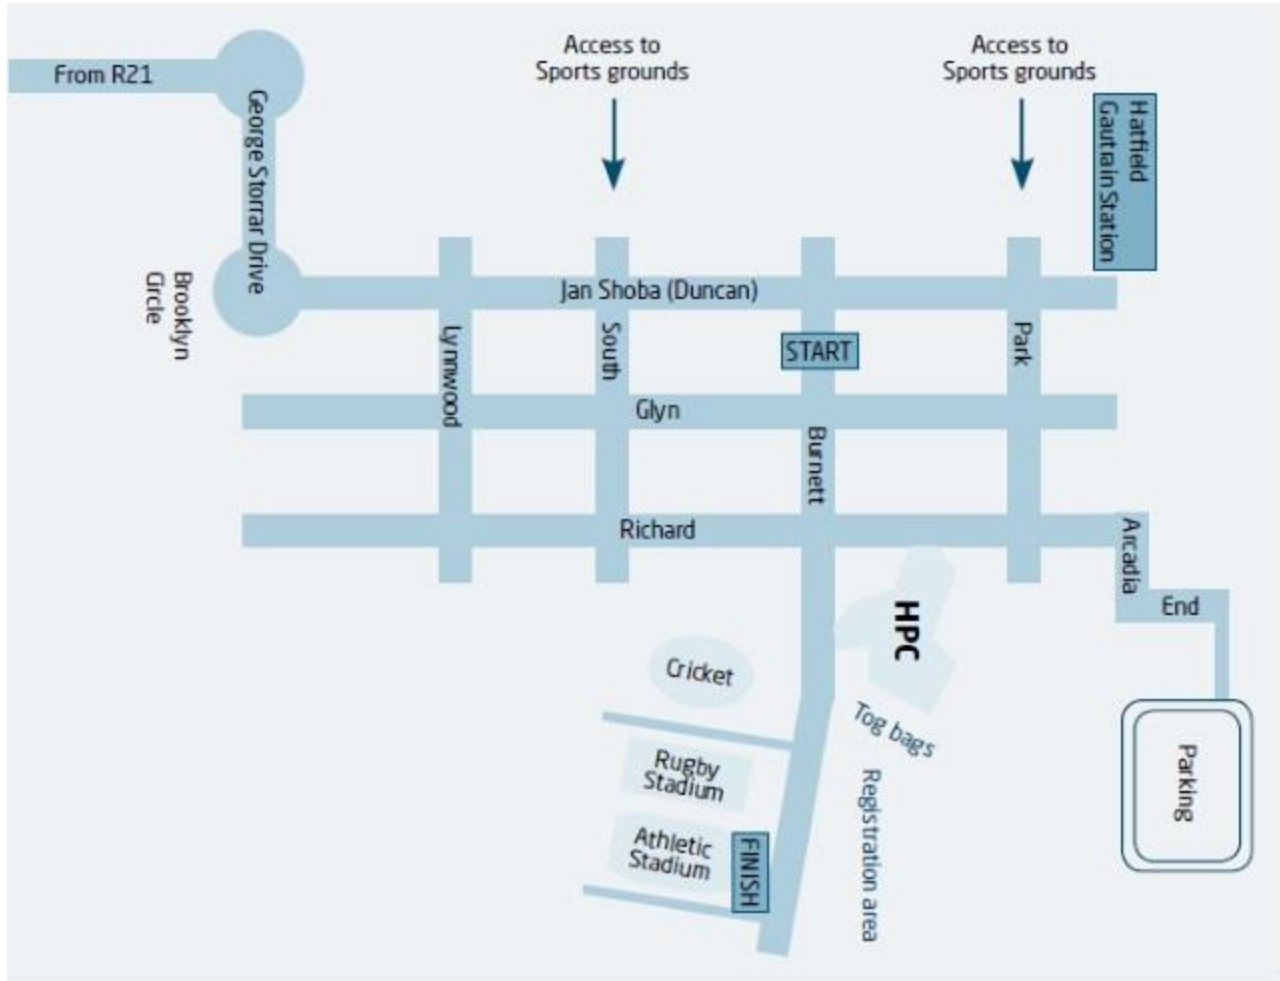 From R21
George Storrar Drive
Access to
Sports grounds
Access to
Sports grounds
Hatfield
Gautrain Station
Brooklyn
Circle
Jan Shoba (Duncan)
Lynnwood
South
START
Park
Glyn
Burnett
Richard
Arcadia
End
HPC
Cricket
Tog bags
Rugby
Stadium
Registration area
Parking
Athletic
Stadium
FINISH